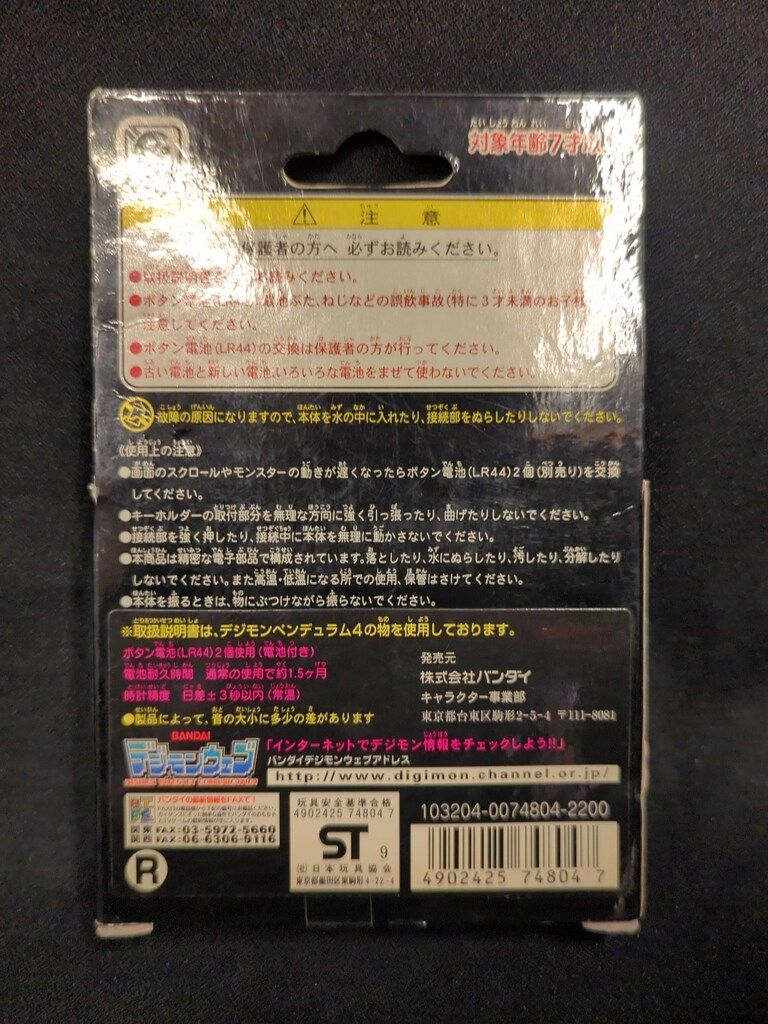 対象年齢7才以
注意
保護者の方へ 必ずお読みください。
●取扱説明書 お読みください。
●ボタン電池(LR44)、電池ぶた、ねじなどの誤飲事故(特に3才未満のお子様
注意してください。
●ボタン電池(LR44)の交換は保護者の方が行ってください。
●古い電池と新しい電池、いろいろな電池をまぜて使わないでください。
故障の原因になりますので、本体を水の中に入れたり、接続部をぬらしたりしないでください。
《使用上の注意》
●画面のスクロールやモンスターの動きが遅くなったらボタン電池(LR44)2個(別売り)を交換
してください。
●キーホルダーの取付部分を無理な方向に強く引っ張ったり、曲げたりしないでください。
●接続部を強く押したり、接続中に本体を無理に動かさないでください。
●本商品は精密な電子部品で構成されています。落としたり、水にぬらしたり、汚したり、分解したり
しないでください。また高温・低温になる所での使用、保管はさけてください。
●本体を振るときは、物にぶつけながら振らないでください。
※取扱説明書は、デジモンペンデュラム4の物を使用しております。
ボタン電池(LR44)2個使用(電池付き)
電池耐久時間 通常の使用で約1.5ヶ月
時計精度 日差±3秒以内(常温)
●製品によって、音の大小に多少の差があります
発売元
株式会社バンダイ
キャラクター事業部
東京都台東区駒形2-5-4 〒111-8081
BANDAI
デジモンウェブ
「インターネットでデジモン情報をチェックしよう!!」
バンダイデジモンウェブアドレス
http://www.digimon.channel.or.jp/
バンダイの最新情報をFAXで!
関東 FAX:03-5972-5660
関西 FAX:06-6306-9116
R
玩具安全基準合格
4902425 74804 7
ST 9
(社)日本玩具協会
東京都墨田区東駒形4-22-4
103204-0074804-2200
4902425 748047